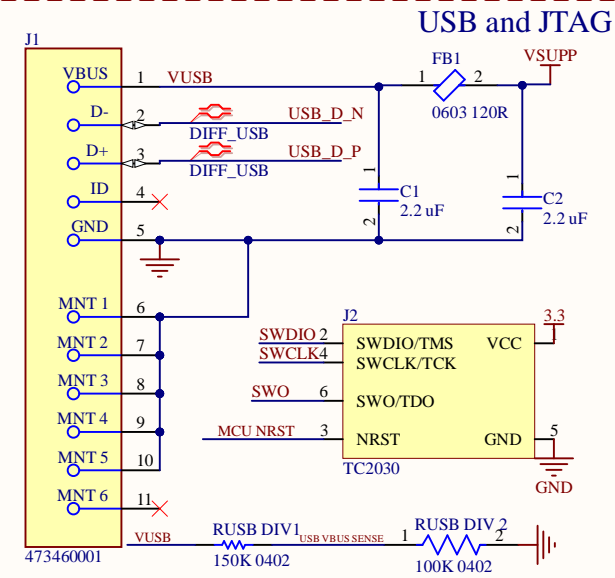 USB and JTAG
J1
VBUS 1 VUSB
D- 2 USB_D_N
DIFF_USB
D+ 3 USB_D_P
DIFF_USB
ID 4
GND 5
MNT 1 6
MNT 2 7
MNT 3 8
MNT 4 9
MNT 5 10
MNT 6 11
473460001
FB1
1 2
0603 120R
VSUPP
1
C1
2.2 uF
2
1
C2
2.2 uF
2
J2
SWDIO 2 SWDIO/TMS
SWCLK 4 SWCLK/TCK
SWO 6 SWO/TDO
MCU NRST 3 NRST
VCC 1 3.3
GND 5
GND
TC2030
VUSB
RUSB DIV1
150K 0402
USB VBUS SENSE
1 RUSB DIV 2 2
100K 0402